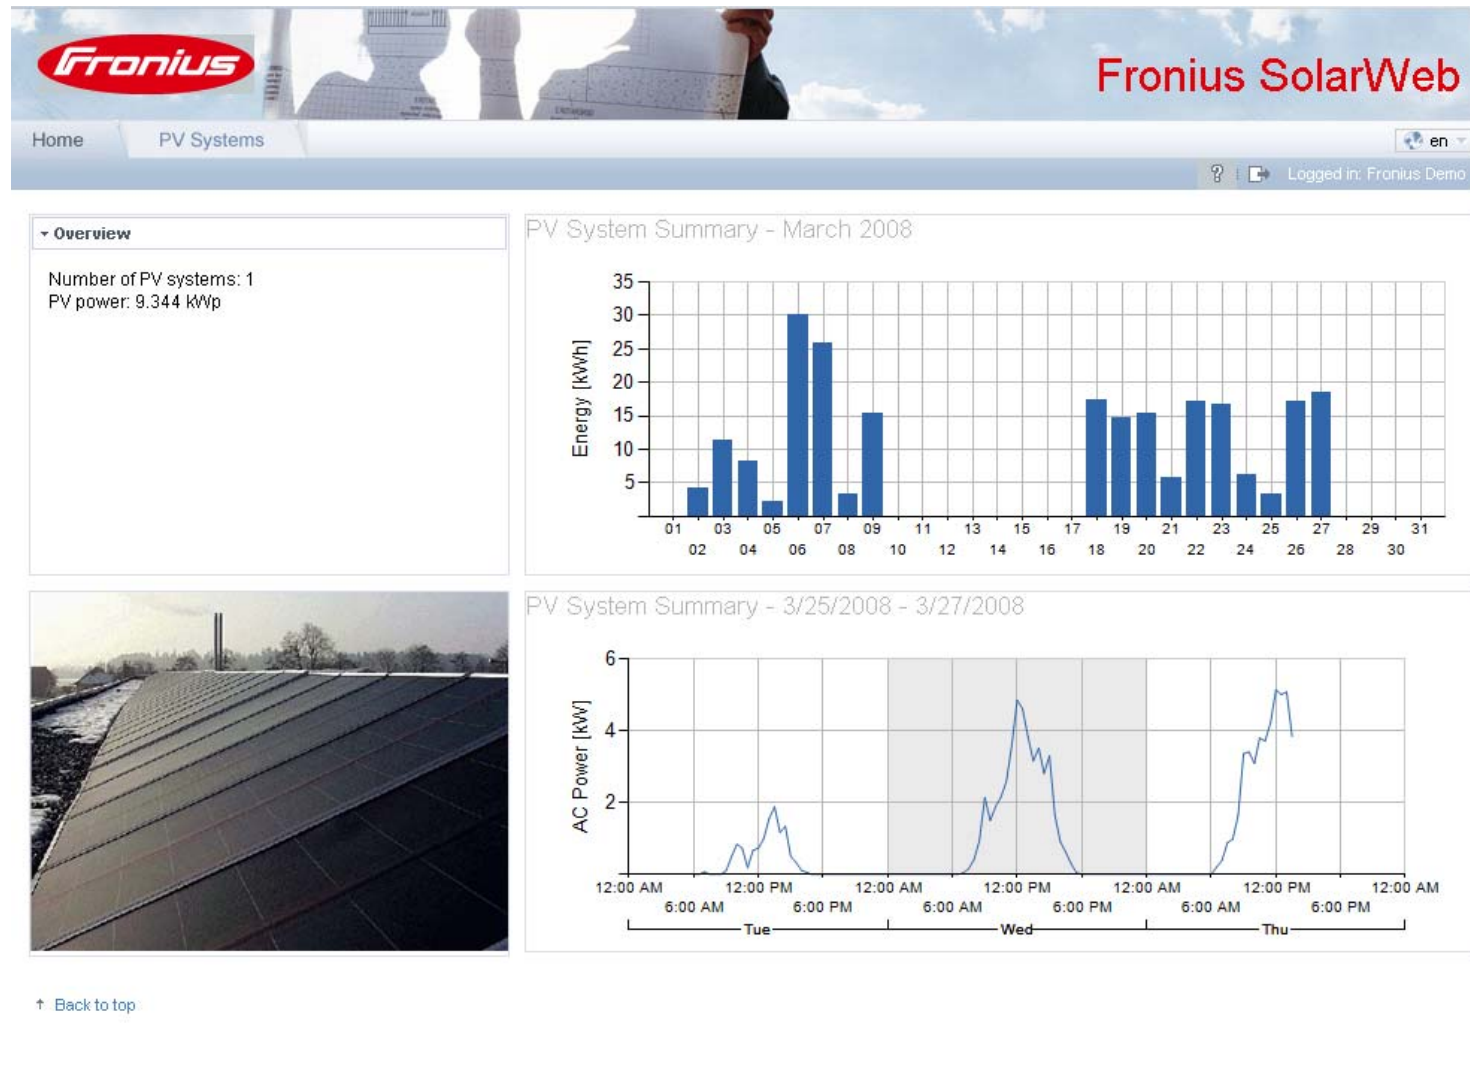 Fronius
Fronius SolarWeb
Home
PV Systems
en
? Logged in: Fronius Demo
Overview
Number of PV systems: 1
PV power: 9.344 kWp
PV System Summary - March 2008
Energy [kWh]
35
30
25
20
15
10
5
01 03 05 07 09 11 13 15 17 19 21 23 25 27 29 31
02 04 06 08 10 12 14 16 18 20 22 24 26 28 30
PV System Summary - 3/25/2008 - 3/27/2008
AC Power [kW]
6
4
2
12:00 AM 12:00 PM 12:00 AM 12:00 PM 12:00 AM 12:00 PM 12:00 AM
6:00 AM 6:00 PM 6:00 AM 6:00 PM 6:00 AM 6:00 PM
Tue Wed Thu
↑ Back to top